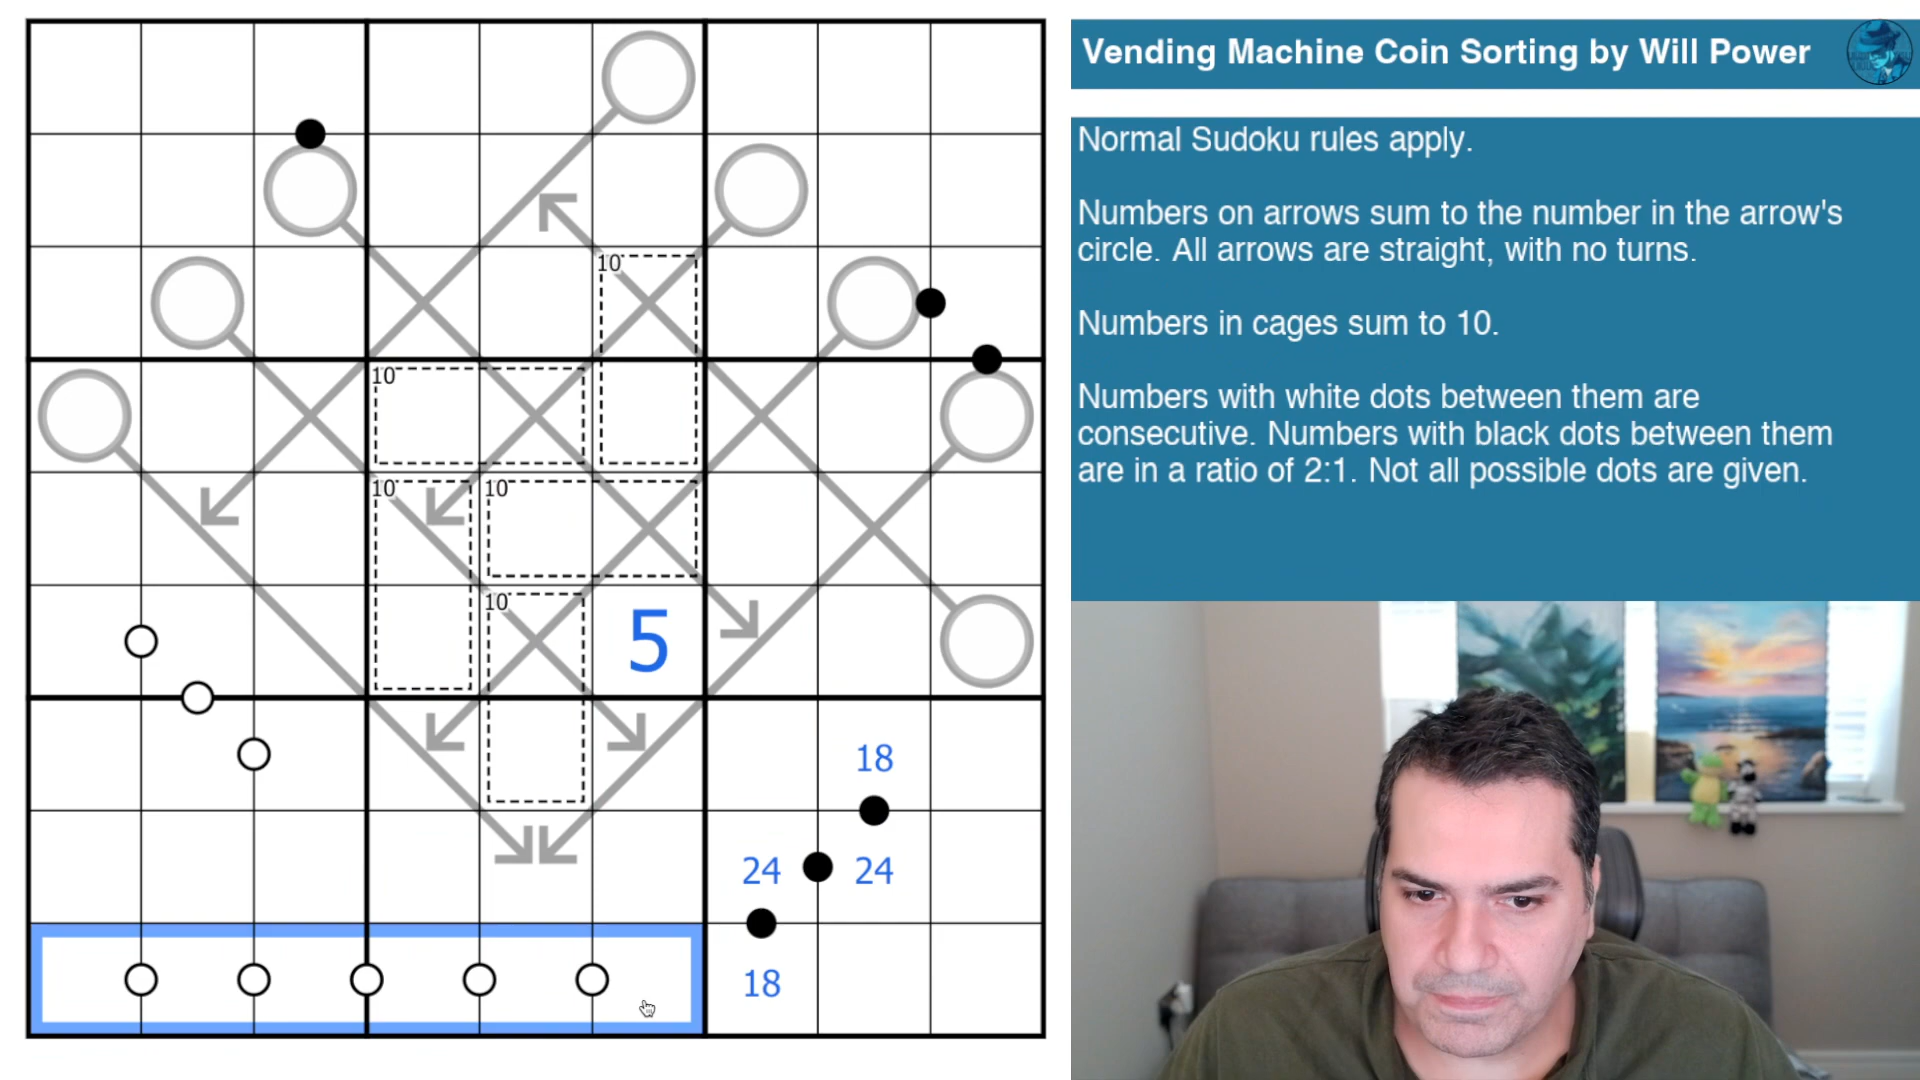 Vending Machine Coin Sorting by Will Power
Normal Sudoku rules apply.
Numbers on arrows sum to the number in the arrow's
circle. All arrows are straight, with no turns.
Numbers in cages sum to 10.
Numbers with white dots between them are
consecutive. Numbers with black dots between them
are in a ratio of 2:1. Not all possible dots are given.
10
10
10
10
10
5
18
24
24
18